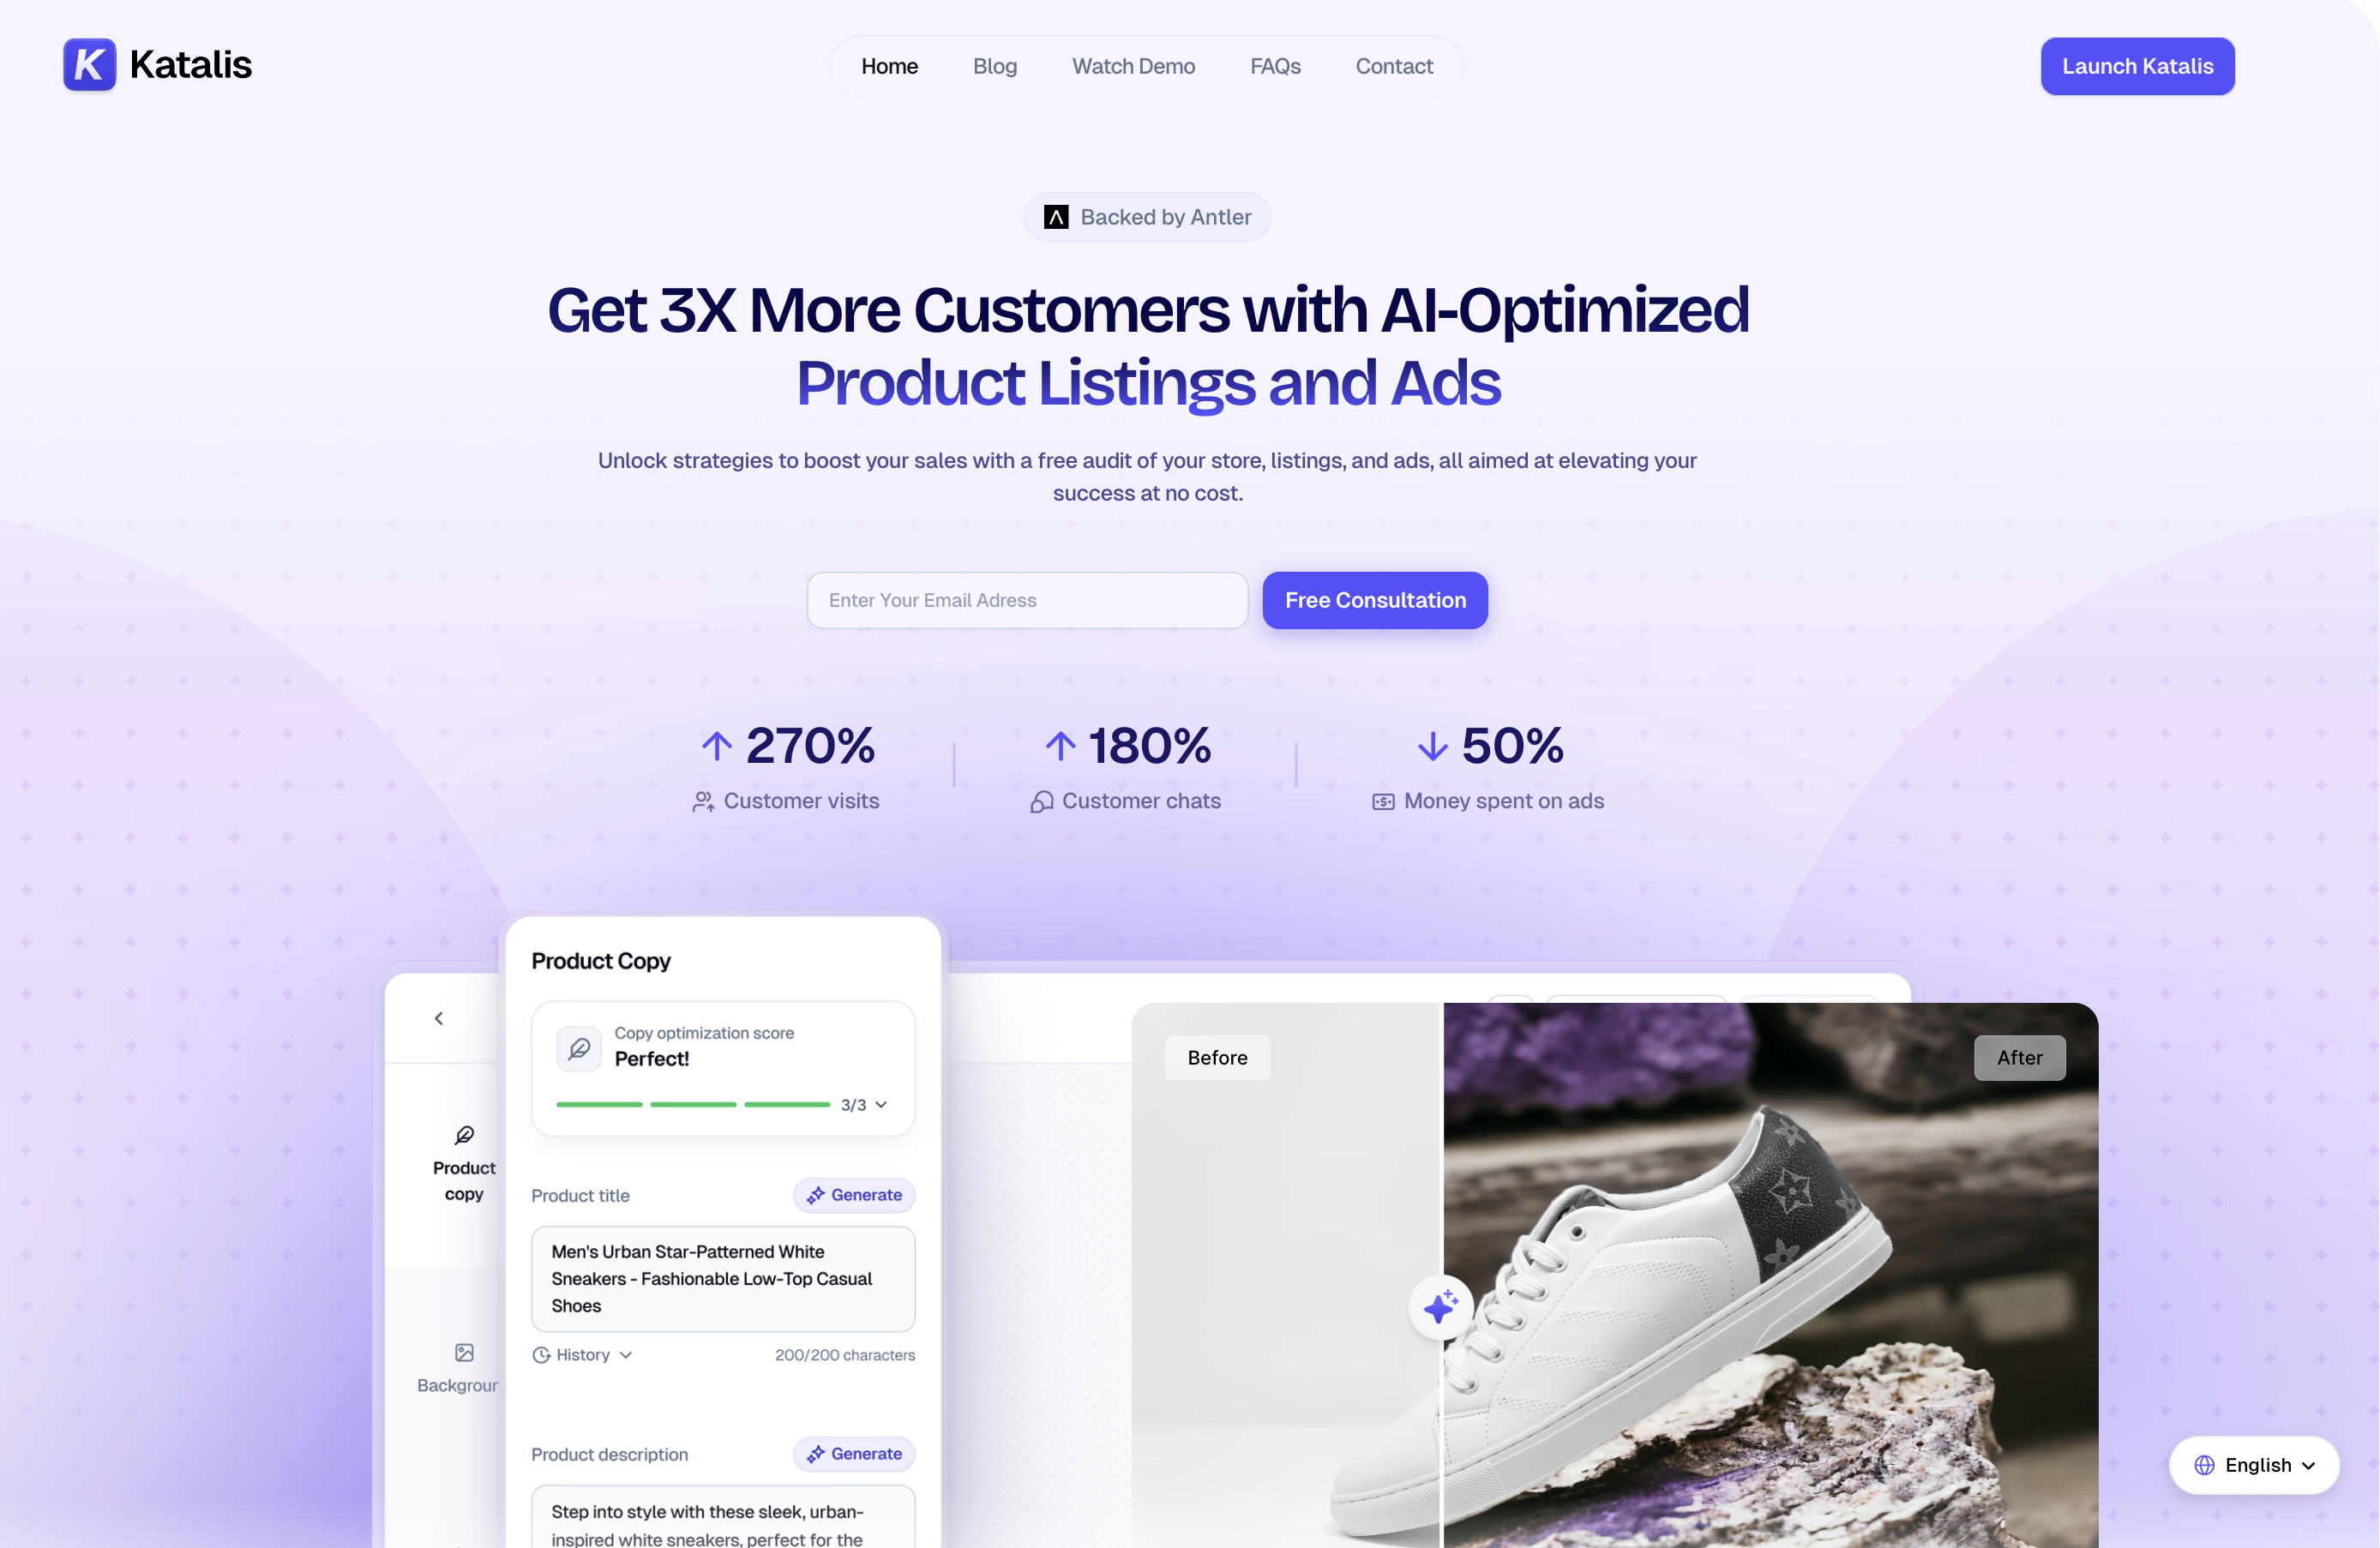 K Katalis
Home Blog Watch Demo FAQs Contact
Launch Katalis
Backed by Antler
Get 3X More Customers with AI-Optimized
Product Listings and Ads
Unlock strategies to boost your sales with a free audit of your store, listings, and ads, all aimed at elevating your
success at no cost.
Enter Your Email Adress
Free Consultation
270%
Customer visits
180%
Customer chats
50%
Money spent on ads
Product
copy
Backgroun
Product Copy
Copy optimization score
Perfect!
3/3
Product title
Generate
Men's Urban Star-Patterned White
Sneakers - Fashionable Low-Top Casual
Shoes
History
200/200 characters
Product description
Generate
Step into style with these sleek, urban-
inspired white sneakers, perfect for the
Before
After
English